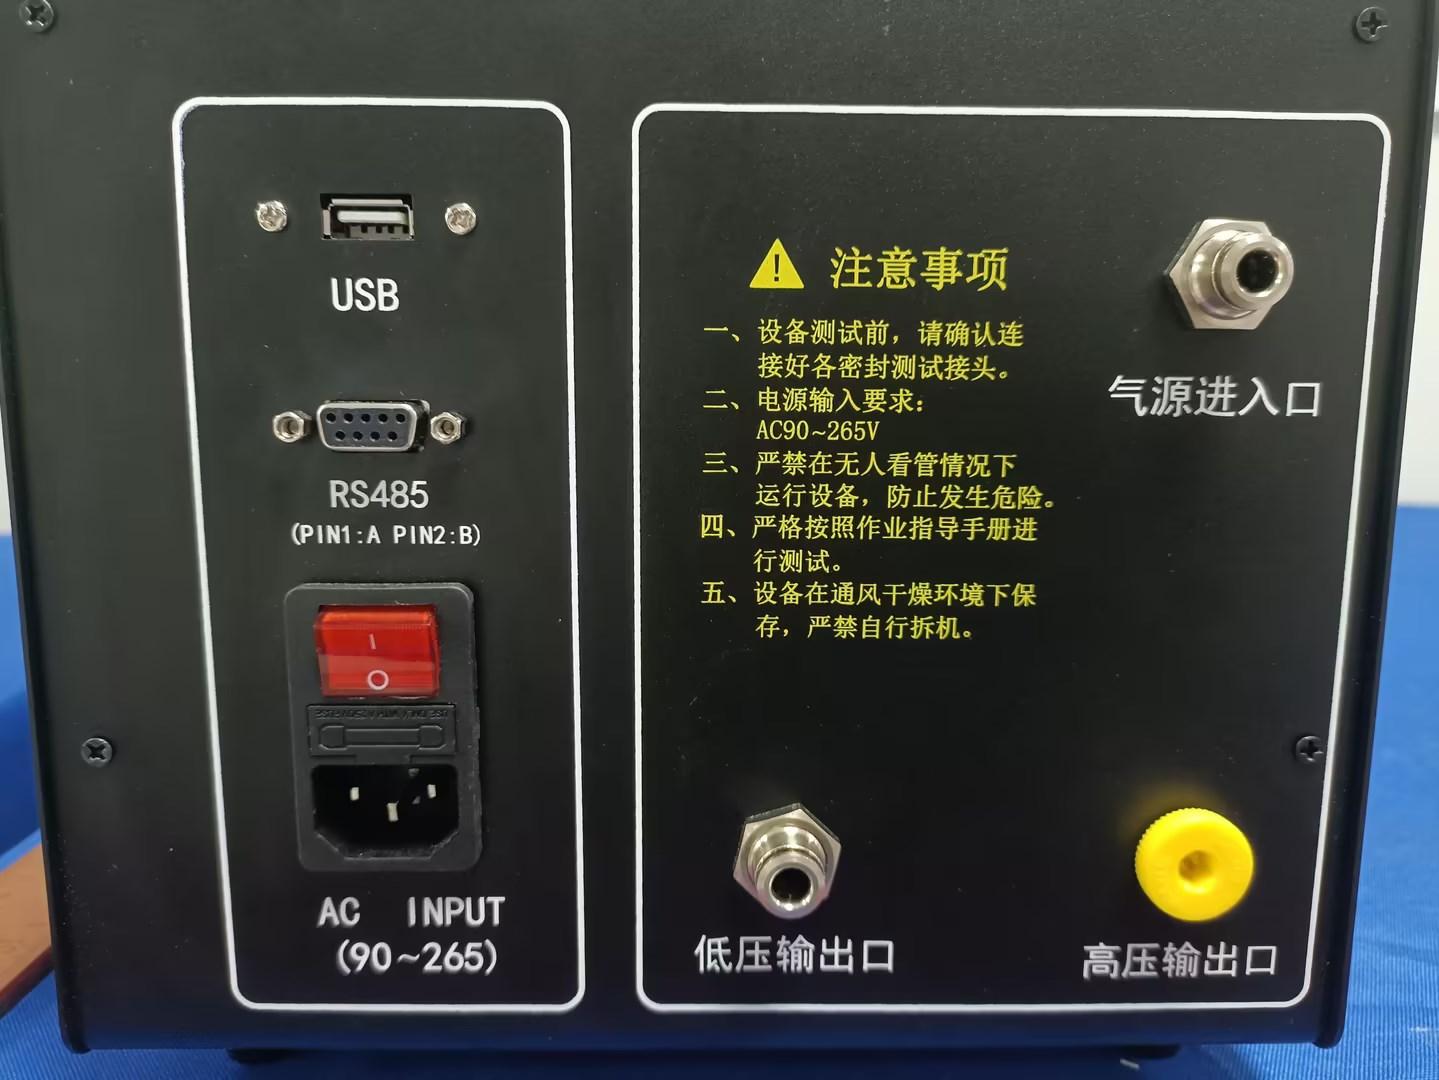 USB
RS485
(PIN1:A PIN2:B)
AC INPUT
(90~265)
注意事项
一、设备测试前，请确认连
接好各密封测试接头。
二、电源输入要求：
AC90~265V
三、严禁在无人看管情况下
运行设备，防止发生危险。
四、严格按照作业指导手册进
行测试。
五、设备在通风干燥环境下保
存，严禁自行拆机。
气源进入口
低压输出口
高压输出口